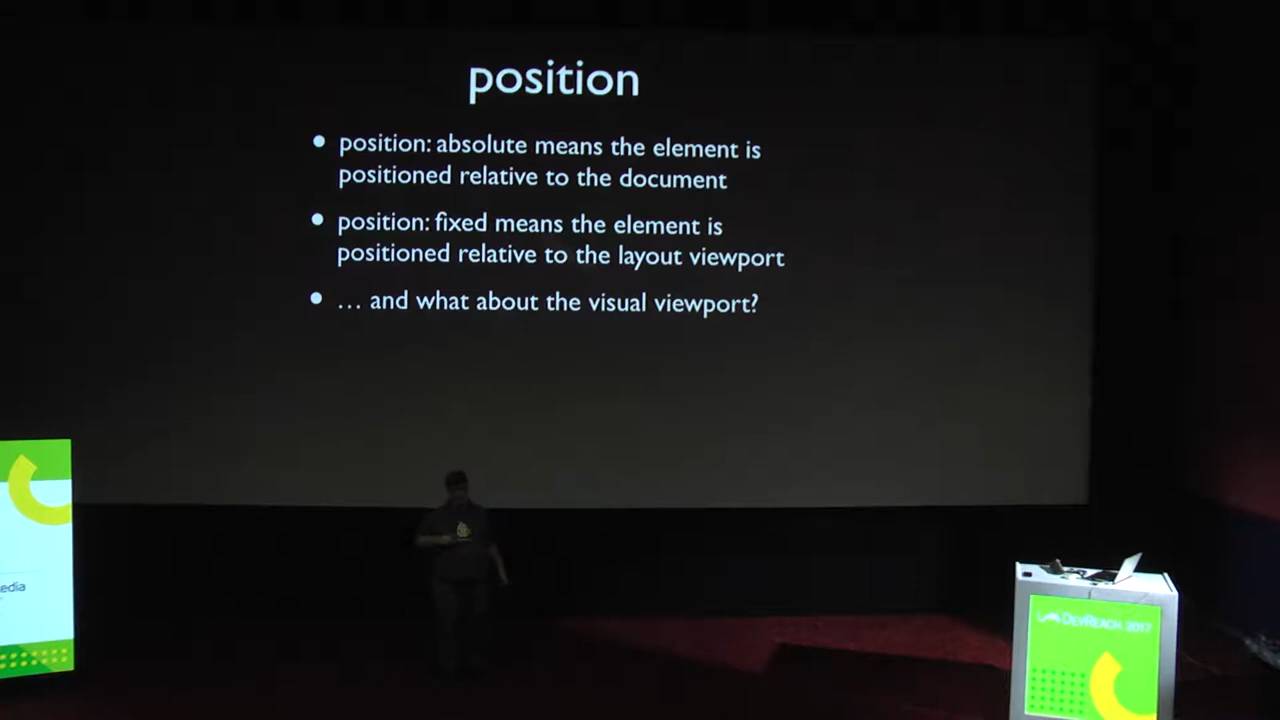 position
• position: absolute means the element is
positioned relative to the document
• position: fixed means the element is
positioned relative to the layout viewport
• … and what about the visual viewport?
edia
DEVREACH 2017